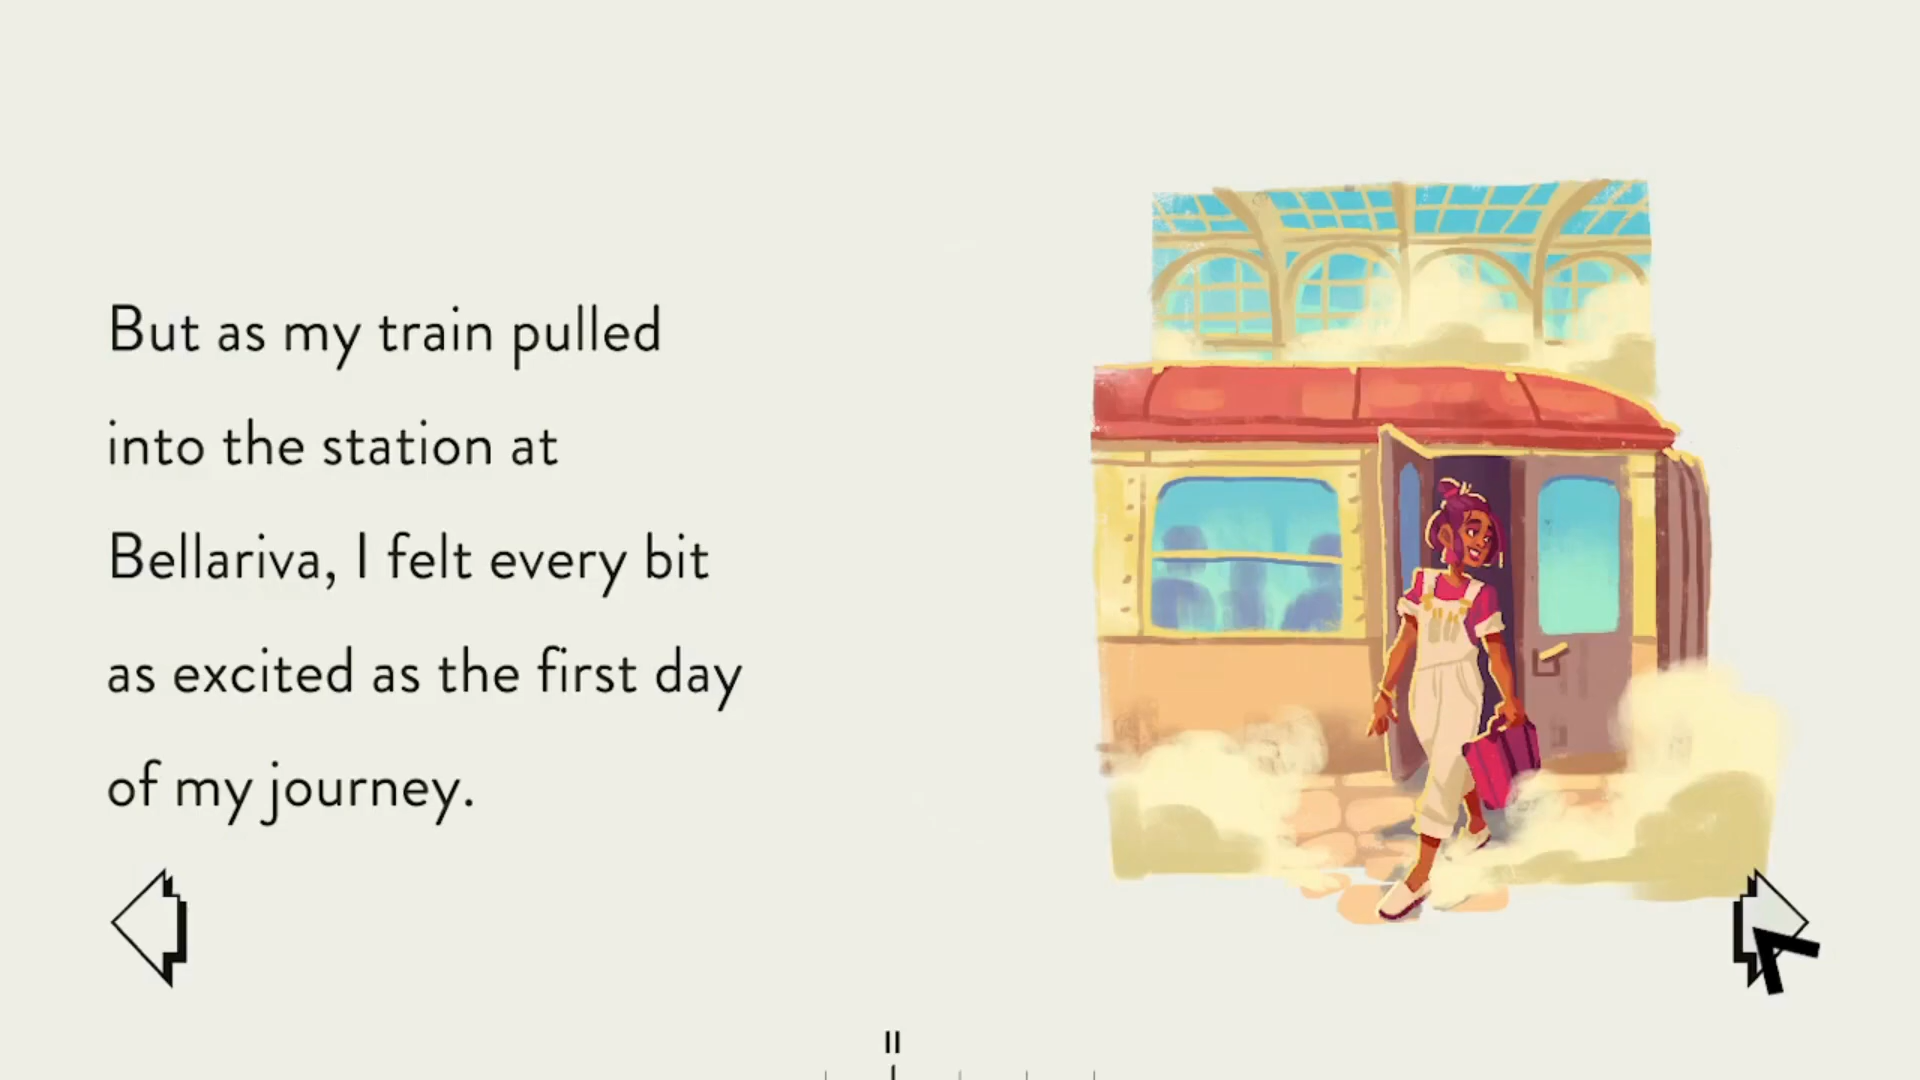 But as my train pulled
into the station at
Bellariva, I felt every bit
as excited as the first day
of my journey.
II